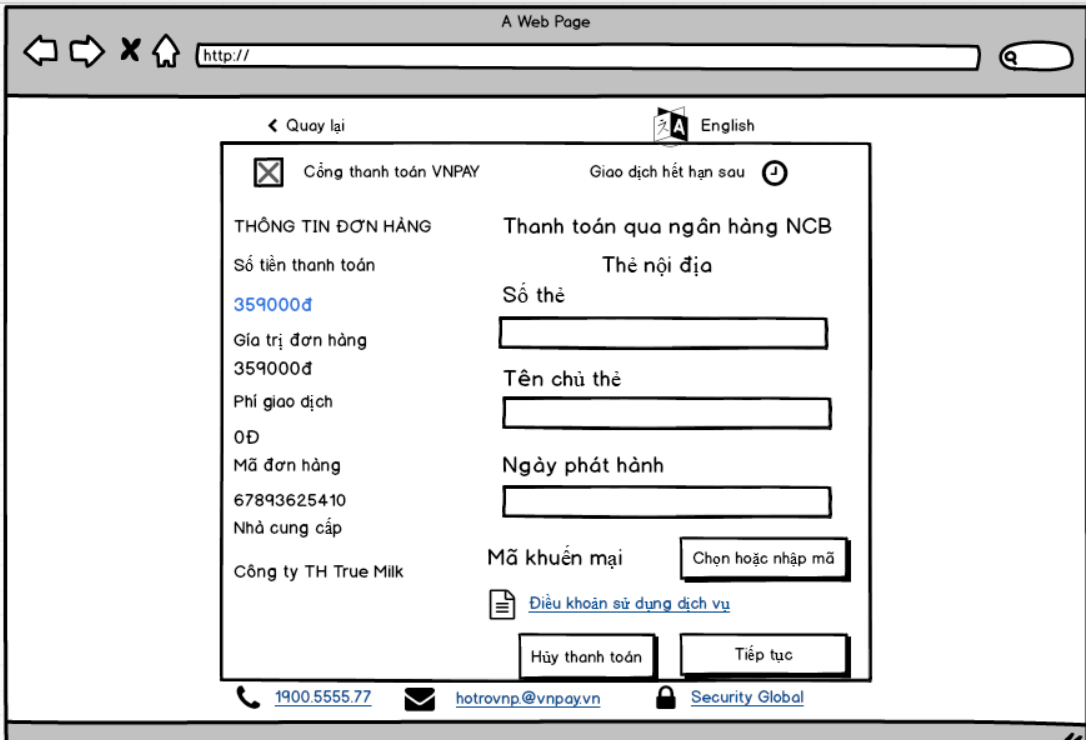 A Web Page
http://
Quay lại
English
Cổng thanh toán VNPAY
Giao dịch hết hạn sau
THÔNG TIN ĐƠN HÀNG
Số tiền thanh toán
359000đ
Gía trị đơn hàng
359000đ
Phí giao dịch
0Đ
Mã đơn hàng
67893625410
Nhà cung cấp
Công ty TH True Milk
Thanh toán qua ngân hàng NCB
Thẻ nội địa
Số thẻ
Tên chủ thẻ
Ngày phát hành
Mã khuến mại
Chọn hoặc nhập mã
Điều khoản sử dụng dịch vụ
Hủy thanh toán
Tiếp tục
1900.5555.77
hotrovnp.@vnpay.vn
Security Global